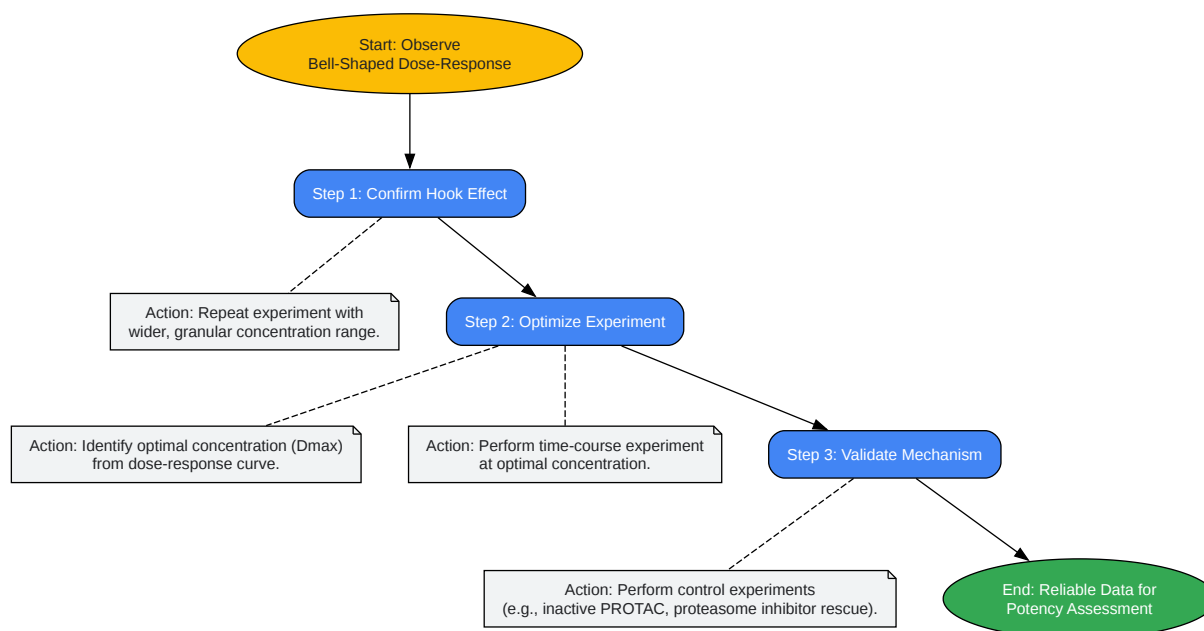 Start: Observe
Bell-Shaped Dose-Response
Step 1: Confirm Hook Effect
Action: Repeat experiment with
wider, granular concentration range.
Step 2: Optimize Experiment
Action: Identify optimal concentration (Dmax)
from dose-response curve.
Action: Perform time-course experiment
at optimal concentration.
Step 3: Validate Mechanism
Action: Perform control experiments
(e.g., inactive PROTAC, proteasome inhibitor rescue).
End: Reliable Data for
Potency Assessment